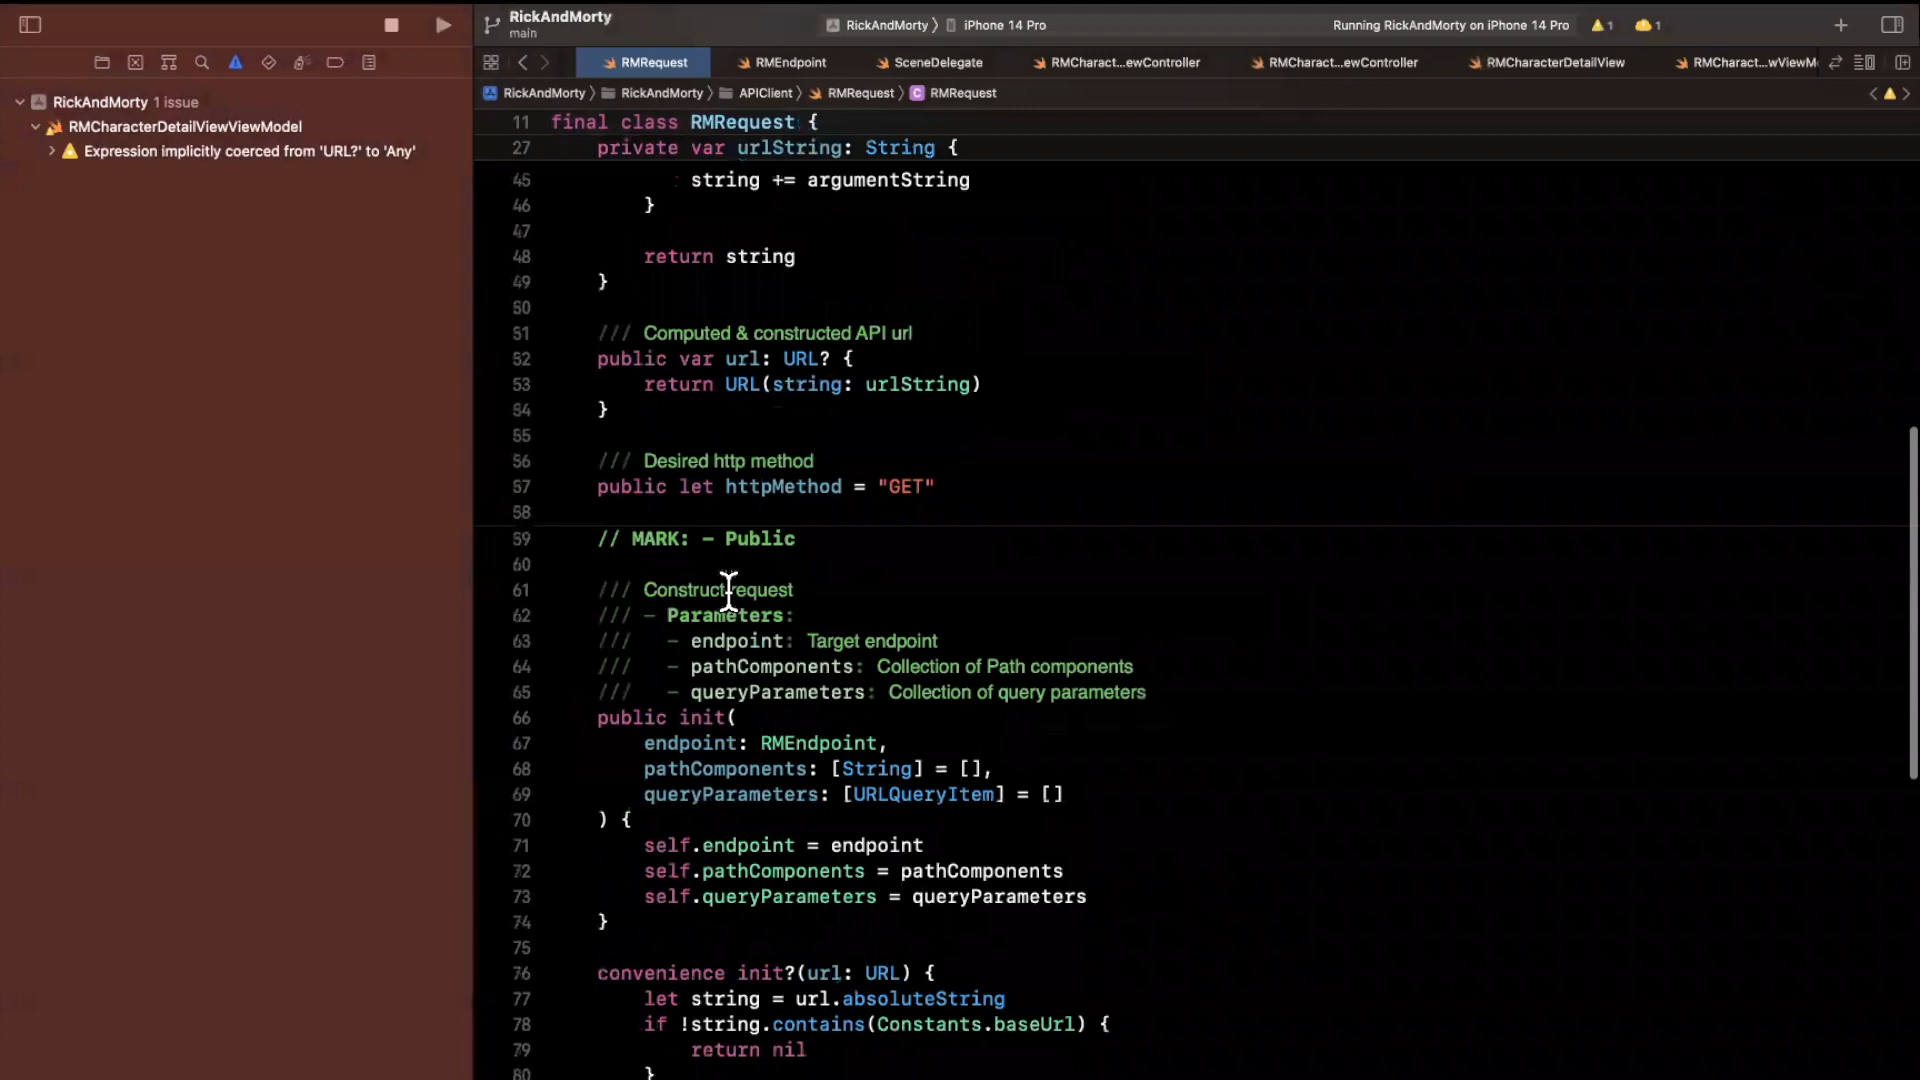 RickAndMorty
main
RickAndMorty 〉 iPhone 14 Pro
Running RickAndMorty on iPhone 14 Pro
1
1
RMRequest
RMEndpoint
SceneDelegate
RMCharact...ewController
RMCharact...ewController
RMCharacterDetailView
RMCharact...wViewM
RickAndMorty 〉 RickAndMorty 〉 APIClient 〉 RMRequest 〉 C RMRequest
RickAndMorty 1 issue
RMCharacterDetailViewViewModel
Expression implicitly coerced from 'URL?' to 'Any'
11 final class RMRequest {
27 private var urlString: String {
45 string += argumentString
46 }
47
48 return string
49 }
50
51 /// Computed & constructed API url
52 public var url: URL? {
53 return URL(string: urlString)
54 }
55
56 /// Desired http method
57 public let httpMethod = "GET"
58
59 // MARK: - Public
60
61 /// Construct request
62 /// - Parameters:
63 /// - endpoint: Target endpoint
64 /// - pathComponents: Collection of Path components
65 /// - queryParameters: Collection of query parameters
66 public init(
67 endpoint: RMEndpoint,
68 pathComponents: [String] = [],
69 queryParameters: [URLQueryItem] = []
70 ) {
71 self.endpoint = endpoint
72 self.pathComponents = pathComponents
73 self.queryParameters = queryParameters
74 }
75
76 convenience init?(url: URL) {
77 let string = url.absoluteString
78 if !string.contains(Constants.baseUrl) {
79 return nil
80 }